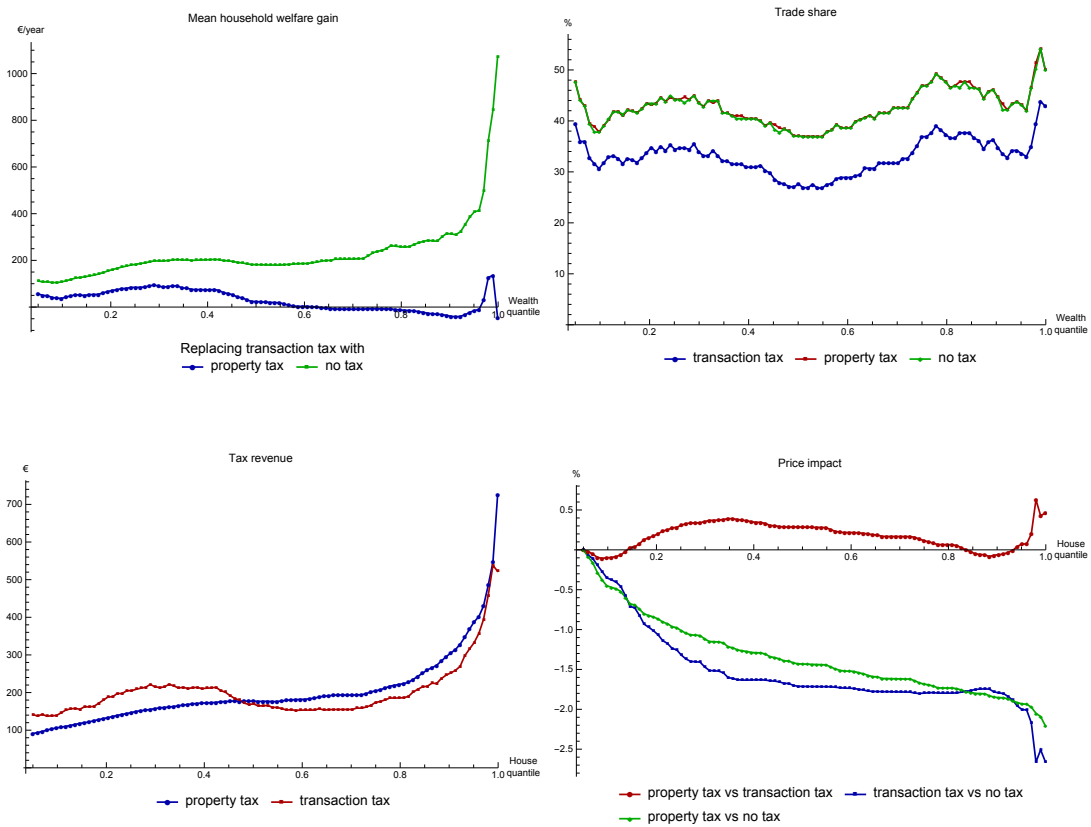 Mean household welfare gain
€/year
1000
800
600
400
200
0.2
0.4
0.6
0.8
1.0
Wealth
quantile
Replacing transaction tax with
property tax
no tax
Trade share
%
50
40
30
20
10
0
0.2
0.4
0.6
0.8
1.0
Wealth
quantile
transaction tax
property tax
no tax
Tax revenue
€
700
600
500
400
300
200
100
0.2
0.4
0.6
0.8
1.0
House
quantile
property tax
transaction tax
Price impact
%
0.5
0.0
-0.5
-1.0
-1.5
-2.0
-2.5
0.2
0.4
0.6
0.8
1.0
House
quantile
property tax vs transaction tax
transaction tax vs no tax
property tax vs no tax